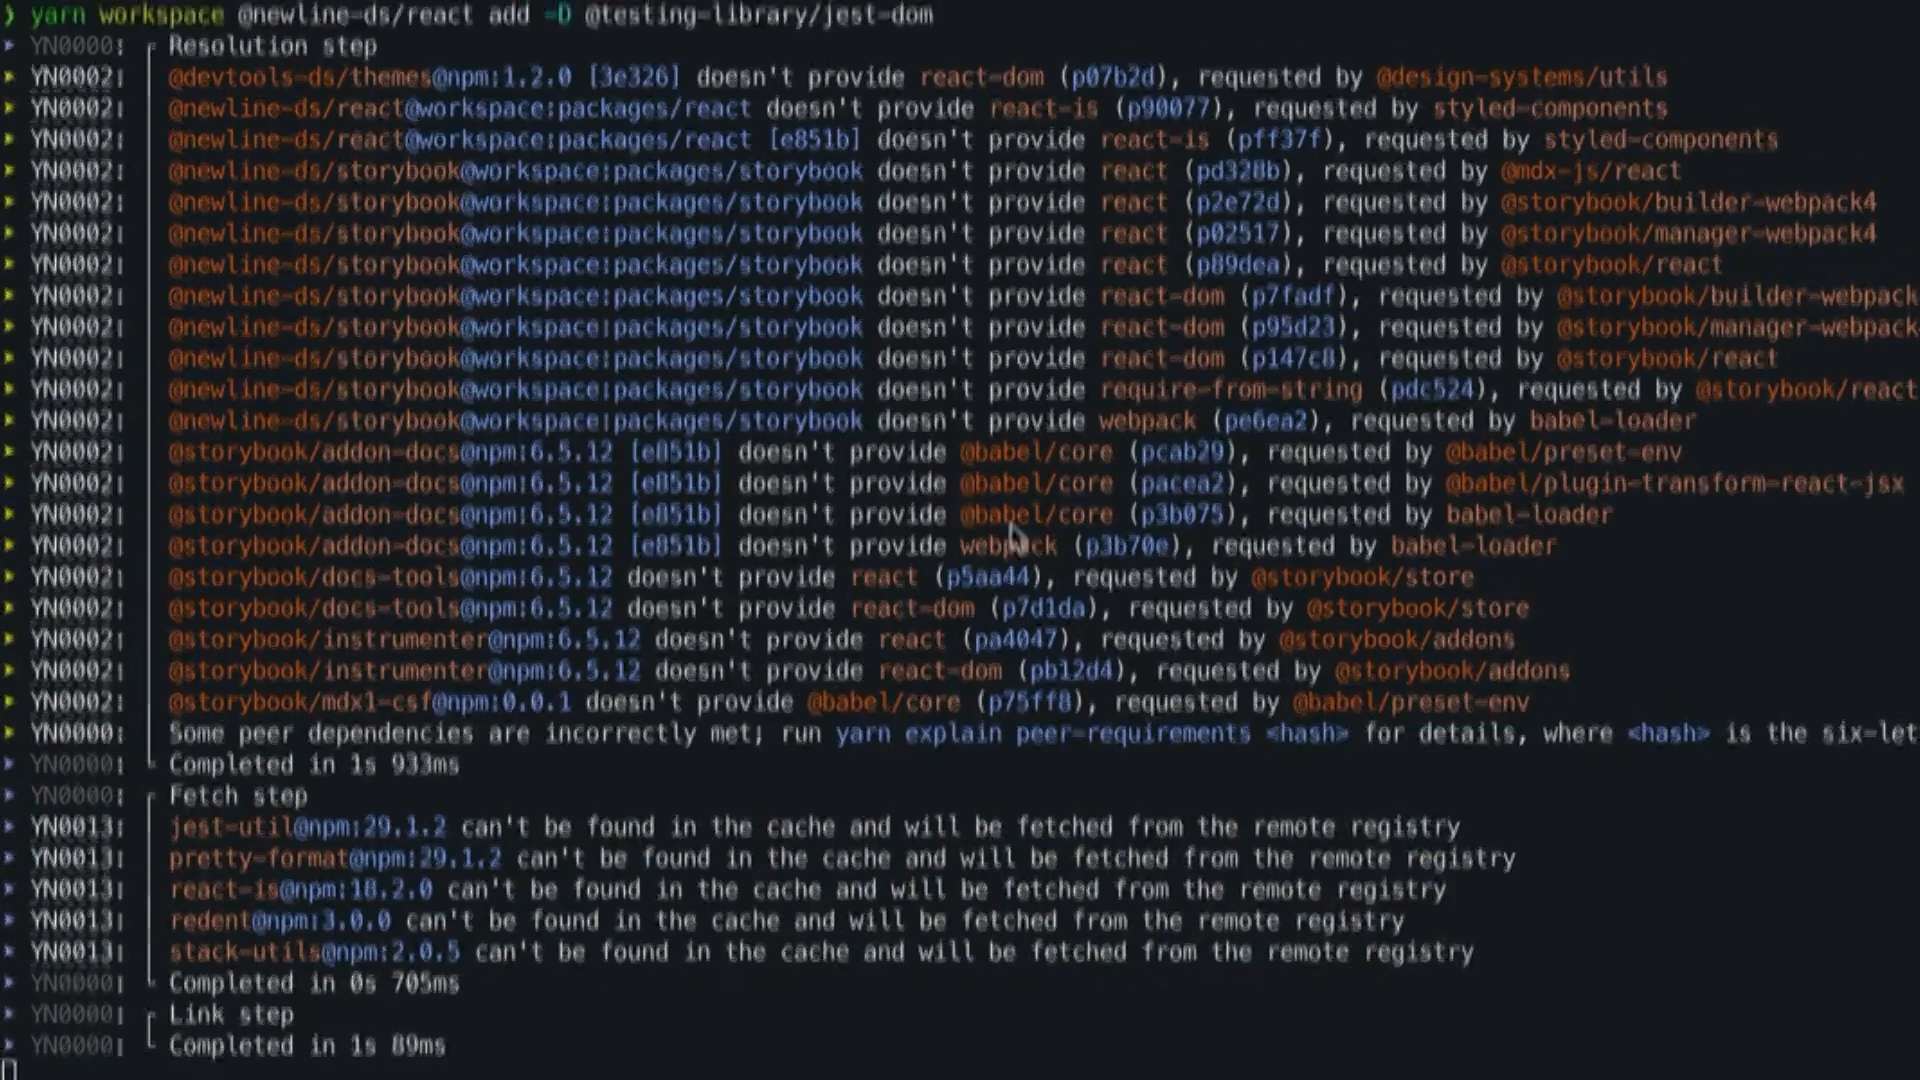 ❯ yarn workspace @newline-ds/react add -D @testing-library/jest-dom
➤ YN0000: ┌ Resolution step
➤ YN0002: │ @devtools-ds/themes@npm:1.2.0 [3e326] doesn't provide react-dom (p07b2d), requested by @design-systems/utils
➤ YN0002: │ @newline-ds/react@workspace:packages/react doesn't provide react-is (p90077), requested by styled-components
➤ YN0002: │ @newline-ds/react@workspace:packages/react [e851b] doesn't provide react-is (pff37f), requested by styled-components
➤ YN0002: │ @newline-ds/storybook@workspace:packages/storybook doesn't provide react (pd328b), requested by @mdx-js/react
➤ YN0002: │ @newline-ds/storybook@workspace:packages/storybook doesn't provide react (p2e72d), requested by @storybook/builder-webpack4
➤ YN0002: │ @newline-ds/storybook@workspace:packages/storybook doesn't provide react (p02517), requested by @storybook/manager-webpack4
➤ YN0002: │ @newline-ds/storybook@workspace:packages/storybook doesn't provide react (p89dea), requested by @storybook/react
➤ YN0002: │ @newline-ds/storybook@workspace:packages/storybook doesn't provide react-dom (p7fadf), requested by @storybook/builder-webpack
➤ YN0002: │ @newline-ds/storybook@workspace:packages/storybook doesn't provide react-dom (p95d23), requested by @storybook/manager-webpack
➤ YN0002: │ @newline-ds/storybook@workspace:packages/storybook doesn't provide react-dom (p147c8), requested by @storybook/react
➤ YN0002: │ @newline-ds/storybook@workspace:packages/storybook doesn't provide require-from-string (pdc524), requested by @storybook/react
➤ YN0002: │ @newline-ds/storybook@workspace:packages/storybook doesn't provide webpack (pe6ea2), requested by babel-loader
➤ YN0002: │ @storybook/addon-docs@npm:6.5.12 [e851b] doesn't provide @babel/core (pcab29), requested by @babel/preset-env
➤ YN0002: │ @storybook/addon-docs@npm:6.5.12 [e851b] doesn't provide @babel/core (pacea2), requested by @babel/plugin-transform-react-jsx
➤ YN0002: │ @storybook/addon-docs@npm:6.5.12 [e851b] doesn't provide @babel/core (p3b075), requested by babel-loader
➤ YN0002: │ @storybook/addon-docs@npm:6.5.12 [e851b] doesn't provide webpack (p3b70e), requested by babel-loader
➤ YN0002: │ @storybook/docs-tools@npm:6.5.12 doesn't provide react (p5aa44), requested by @storybook/store
➤ YN0002: │ @storybook/docs-tools@npm:6.5.12 doesn't provide react-dom (p7d1da), requested by @storybook/store
➤ YN0002: │ @storybook/instrumenter@npm:6.5.12 doesn't provide react (pa4047), requested by @storybook/addons
➤ YN0002: │ @storybook/instrumenter@npm:6.5.12 doesn't provide react-dom (pb12d4), requested by @storybook/addons
➤ YN0002: │ @storybook/mdx1-csf@npm:0.0.1 doesn't provide @babel/core (p75ff8), requested by @babel/preset-env
➤ YN0000: │ Some peer dependencies are incorrectly met; run yarn explain peer-requirements <hash> for details, where <hash> is the six-let
➤ YN0000: └ Completed in 1s 933ms
➤ YN0000: ┌ Fetch step
➤ YN0013: │ jest-util@npm:29.1.2 can't be found in the cache and will be fetched from the remote registry
➤ YN0013: │ pretty-format@npm:29.1.2 can't be found in the cache and will be fetched from the remote registry
➤ YN0013: │ react-is@npm:18.2.0 can't be found in the cache and will be fetched from the remote registry
➤ YN0013: │ redent@npm:3.0.0 can't be found in the cache and will be fetched from the remote registry
➤ YN0013: │ stack-utils@npm:2.0.5 can't be found in the cache and will be fetched from the remote registry
➤ YN0000: └ Completed in 0s 705ms
➤ YN0000: ┌ Link step
➤ YN0000: └ Completed in 1s 89ms